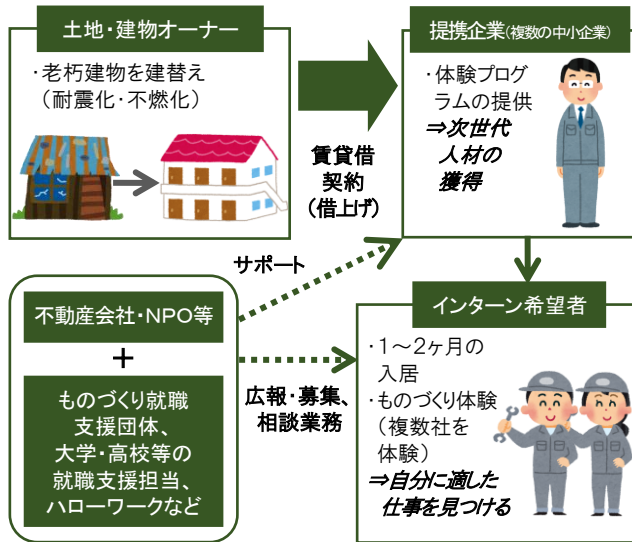 土地・建物オーナー
・老朽建物を建替え
（耐震化・不燃化）
賃貸借
契約
（借上げ）
提携企業（複数の中小企業）
・体験プログ
ラムの提供
⇒次世代
人材の
獲得
サポート
不動産会社・NPO等
＋
ものづくり就職
支援団体、
大学・高校等の
就職支援担当、
ハローワークなど
広報・募集、
相談業務
インターン希望者
・１～２ヶ月の
入居
・ものづくり体験
（複数社を
体験）
⇒自分に適した
仕事を見つける